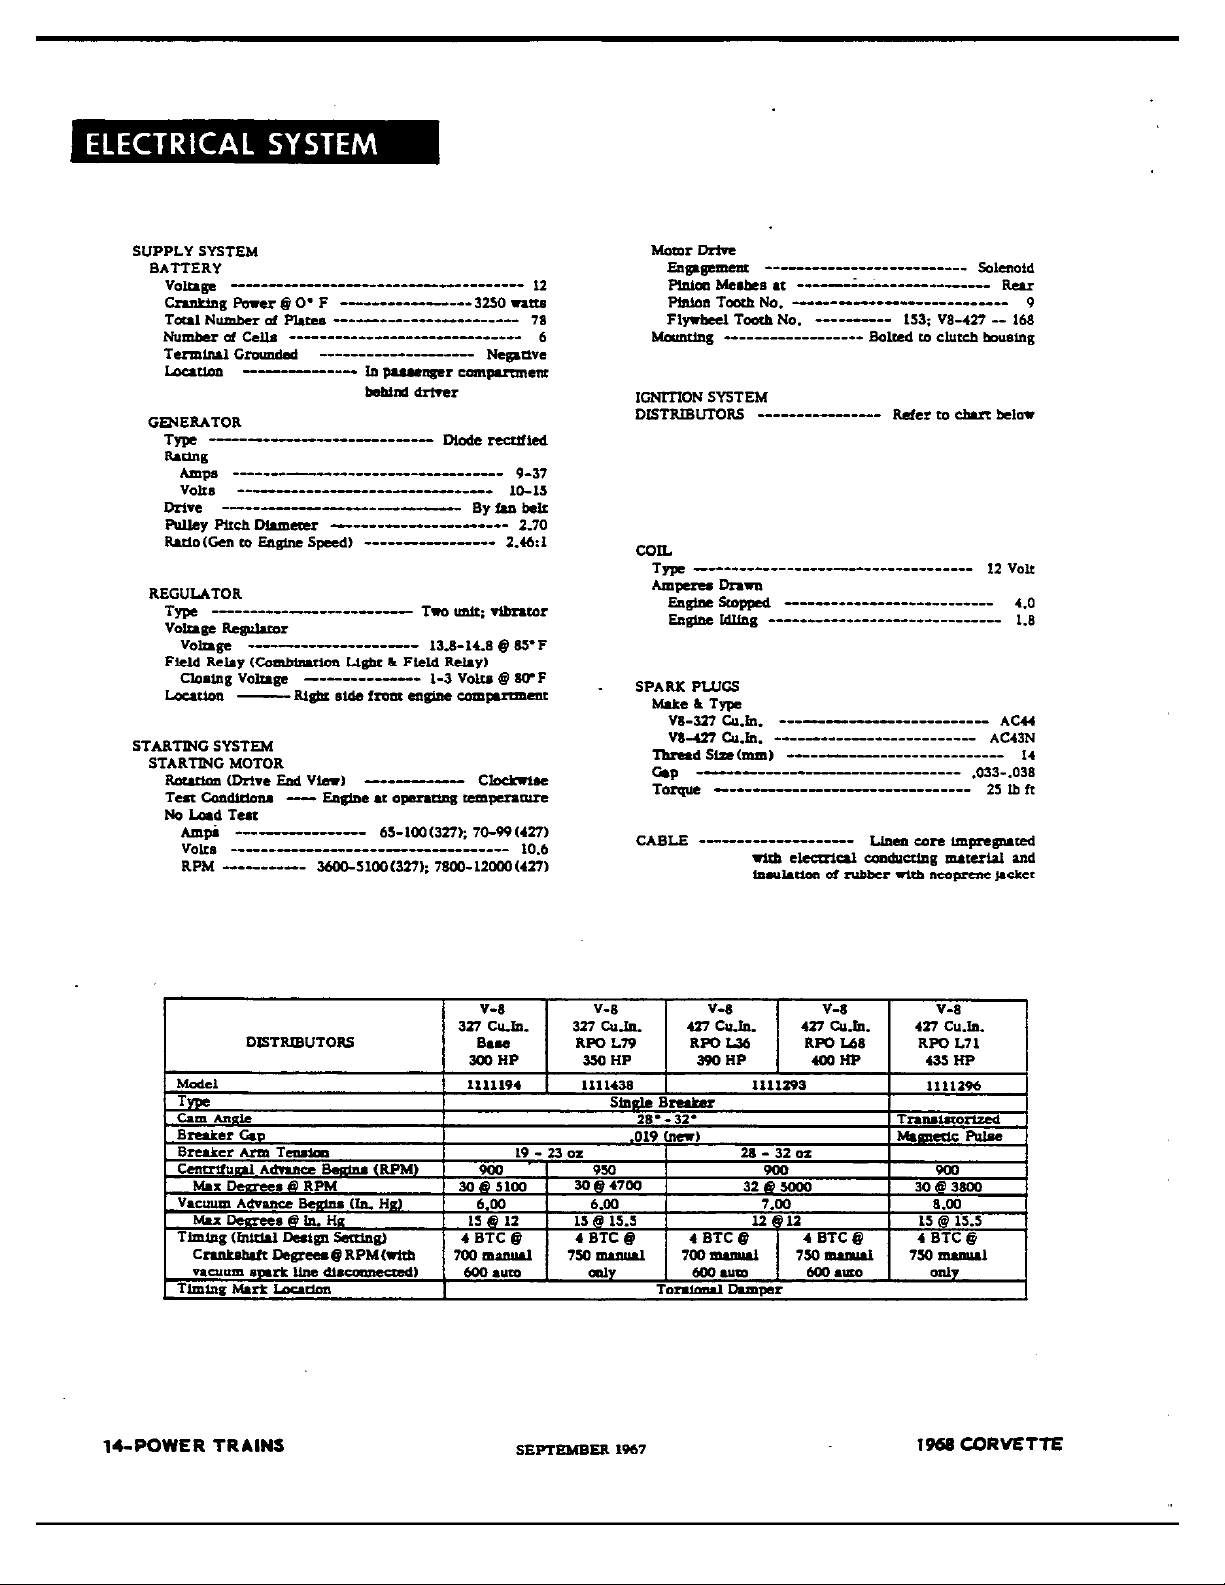 ELECTRICAL SYSTEM
SUPPLY SYSTEM
BATTERY
Voltage ------------------------------------- 12
Cranking Power @ 0° F ----------------- 3250 watts
Total Number of Plates ------------------------ 78
Number of Cells ------------------------------- 6
Terminal Grounded -------------------- Negative
Location --------------- In passenger compartment
behind driver
GENERATOR
Type ----------------------------- Diode rectified
Rating
Amps ----------------------------------- 9-37
Volts --------------------------------- 10-15
Drive ------------------------------- By fan belt
Pulley Pitch Diameter ----------------------- 2.70
Ratio (Gen to Engine Speed) ----------------- 2.46:1
REGULATOR
Type -------------------------- Two unit; vibrator
Voltage Regulator
Voltage ---------------------- 13.8-14.8 @ 85° F
Field Relay (Combination Light & Field Relay)
Closing Voltage --------------- 1-3 Volts @ 80° F
Location ------- Right side front engine compartment
STARTING SYSTEM
STARTING MOTOR
Rotation (Drive End View) ------------- Clockwise
Test Conditions ---- Engine at operating temperature
No Load Test
Amps ----------------- 65-100 (327); 70-99 (427)
Volts ------------------------------------ 10.6
RPM ----------- 3600-5100 (327); 7800-12000 (427)
Motor Drive
Engagement -------------------------- Solenoid
Pinion Meshes at ------------------------- Rear
Pinion Tooth No. ---------------------------- 9
Flywheel Tooth No. ---------- 153; V8-427 -- 168
Mounting ------------------ Bolted to clutch housing
IGNITION SYSTEM
DISTRIBUTORS ---------------- Refer to chart below
COIL
Type ------------------------------------ 12 Volt
Amperes Drawn
Engine Stopped --------------------------- 4.0
Engine Idling ------------------------------ 1.8
SPARK PLUGS
Make & Type
V8-327 Cu.In. --------------------------- AC44
V8-427 Cu.In. -------------------------- AC43N
Thread Size (mm) ------------------------------- 14
Gap ---------------------------------- .033-.038
Torque --------------------------------- 25 lb ft
CABLE -------------------- Linen core impregnated
with electrical conducting material and
insulation of rubber with neoprene jacket
DISTRIBUTORS
V-8 V-8 V-8 V-8 V-8
327 Cu.In. 327 Cu.In. 427 Cu.In. 427 Cu.In. 427 Cu.In.
Base RPO L79 RPO L36 RPO L68 RPO L71
300 HP 350 HP 390 HP 400 HP 435 HP
Model 1111194 1111438 1111293 1111296
Type Single Breaker
Cam Angle 28° - 32° Transistorized
Breaker Gap .019 (new) Magnetic Pulse
Breaker Arm Tension 19 - 23 oz 28 - 32 oz
Centrifugal Advance Begins (RPM) 900 950 900 900
Max Degrees @ RPM 30 @ 5100 30 @ 4700 32 @ 5000 30 @ 3800
Vacuum Advance Begins (In. Hg) 6.00 6.00 7.00 8.00
Max Degrees @ In. Hg 15 @ 12 15 @ 15.5 12 @ 12 15 @ 15.5
Timing (Initial Design Setting) 4 BTC @ 4 BTC @ 4 BTC @ 4 BTC @ 4 BTC @
Crankshaft Degrees @ RPM (with 700 manual 750 manual 700 manual 750 manual 750 manual
vacuum spark line disconnected) 600 auto only 600 auto 600 auto only
Timing Mark Location Torsional Damper
14-POWER TRAINS SEPTEMBER 1967 1968 CORVETTE